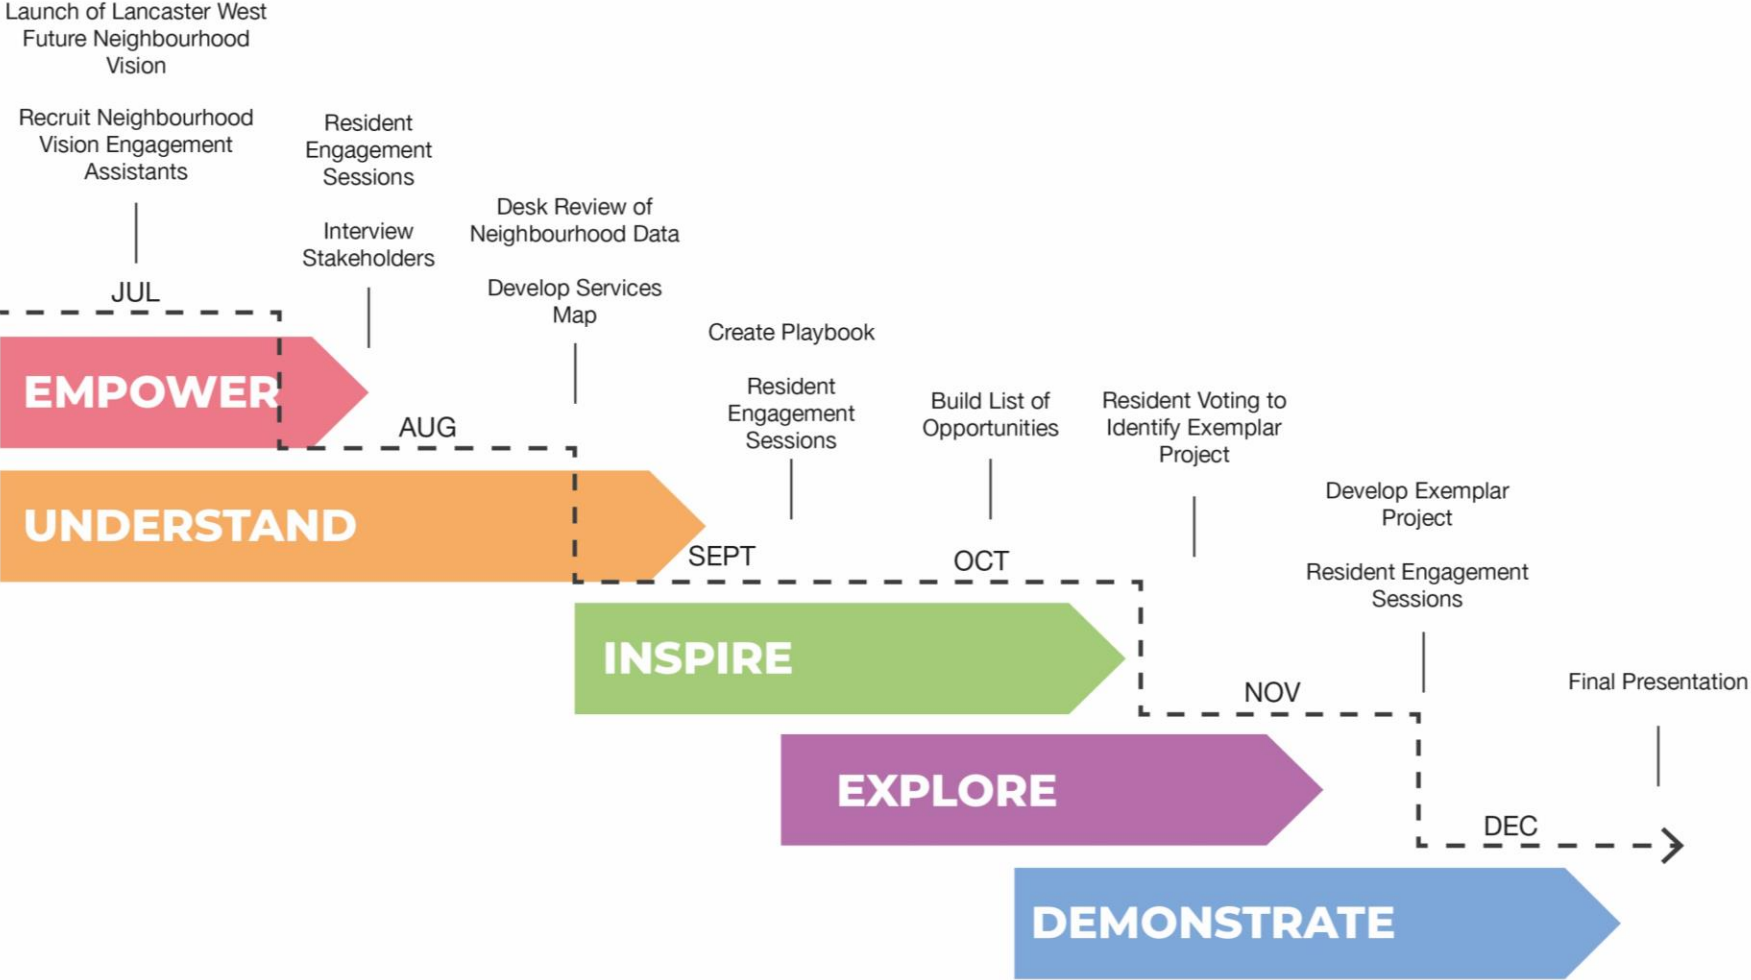 Launch of Lancaster West
Future Neighbourhood
Vision
Recruit Neighbourhood
Vision Engagement
Assistants
JUL
EMPOWER
Resident
Engagement
Sessions
Interview
Stakeholders
AUG
UNDERSTAND
Desk Review of
Neighbourhood Data
Develop Services
Map
SEPT
Create Playbook
Resident
Engagement
Sessions
Build List of
Opportunities
OCT
INSPIRE
Resident Voting to
Identify Exemplar
Project
NOV
EXPLORE
Develop Exemplar
Project
Resident Engagement
Sessions
DEC
Final Presentation
DEMONSTRATE